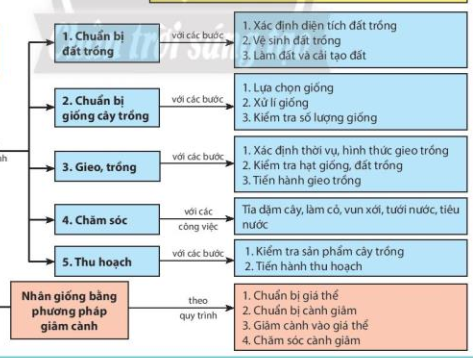 1. Chuẩn bị
đất trồng
với các bước
1. Xác định diện tích đất trồng
2. Vệ sinh đất trồng
3. Làm đất và cải tạo đất
2. Chuẩn bị
giống cây trồng
với các bước
1. Lựa chọn giống
2. Xử lí giống
3. Kiểm tra số lượng giống
3. Gieo, trồng
với các bước
1. Xác định thời vụ, hình thức gieo trồng
2. Kiểm tra hạt giống, đất trồng
3. Tiến hành gieo trồng
4. Chăm sóc
với các
công việc
Tỉa dặm cây, làm cỏ, vun xới, tưới nước, tiêu
nước
5. Thu hoạch
với các bước
1. Kiểm tra sản phẩm cây trồng
2. Tiến hành thu hoạch
Nhân giống bằng
phương pháp
giâm cành
theo
quy trình
1. Chuẩn bị giá thể
2. Chuẩn bị cành giâm
3. Giâm cành vào giá thể
4. Chăm sóc cành giâm